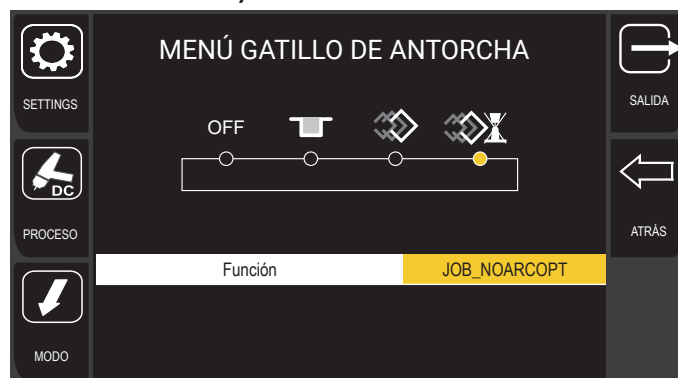 MENÚ GATILLO DE ANTORCHA
SETTINGS
SALIDA
OFF
DC
PROCESO
ATRÁS
Función
JOB_NOARCOPT
MODO